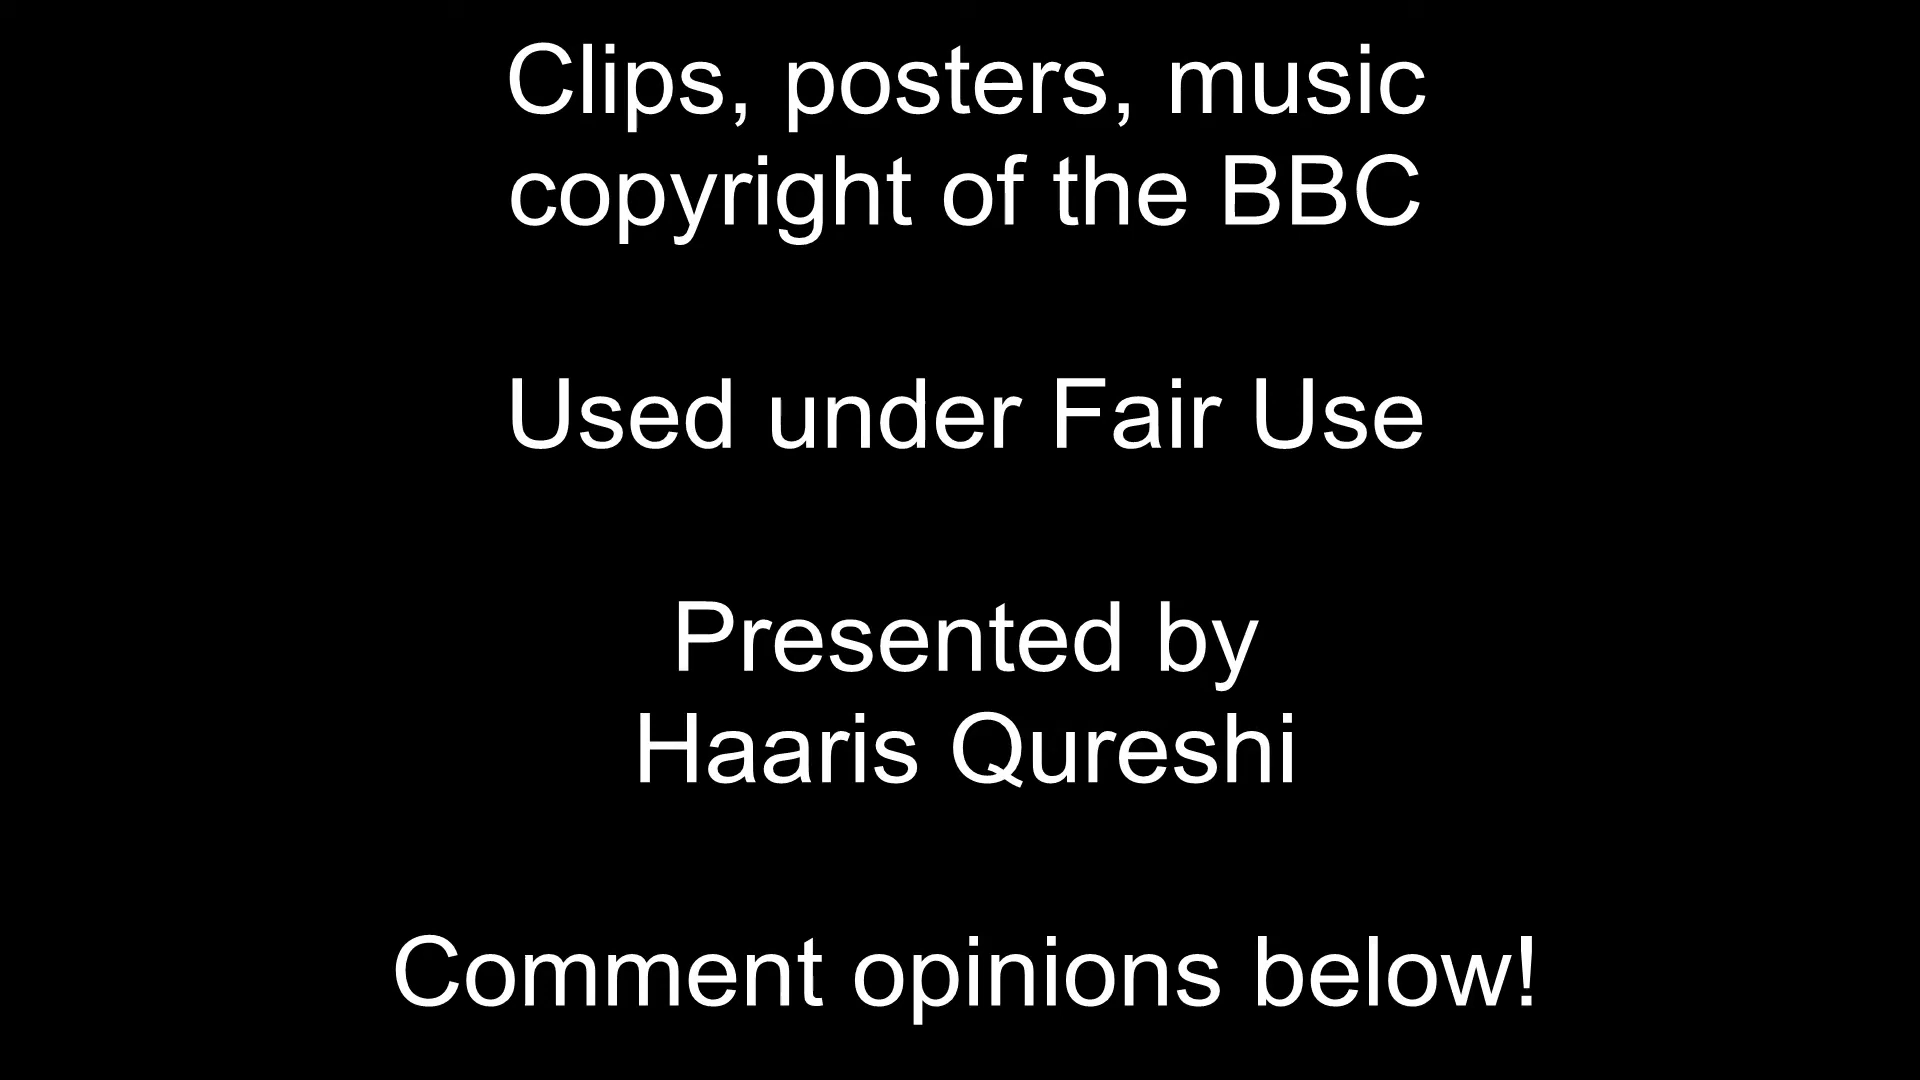 Clips, posters, music
copyright of the BBC
Used under Fair Use
Presented by
Haaris Qureshi
Comment opinions below!